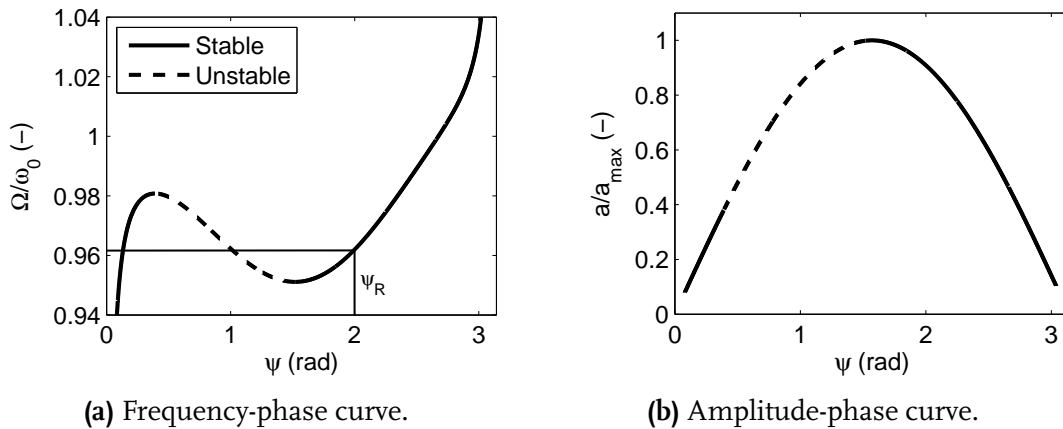 1.04
1.02
1
0.98
0.96
0.94
Ω/ω0 (−)
Stable
Unstable
ψR
0 1 2 3
ψ (rad)
(a) Frequency-phase curve.
1
0.8
0.6
0.4
0.2
0
a/amax (−)
0 1 2 3
ψ (rad)
(b) Amplitude-phase curve.